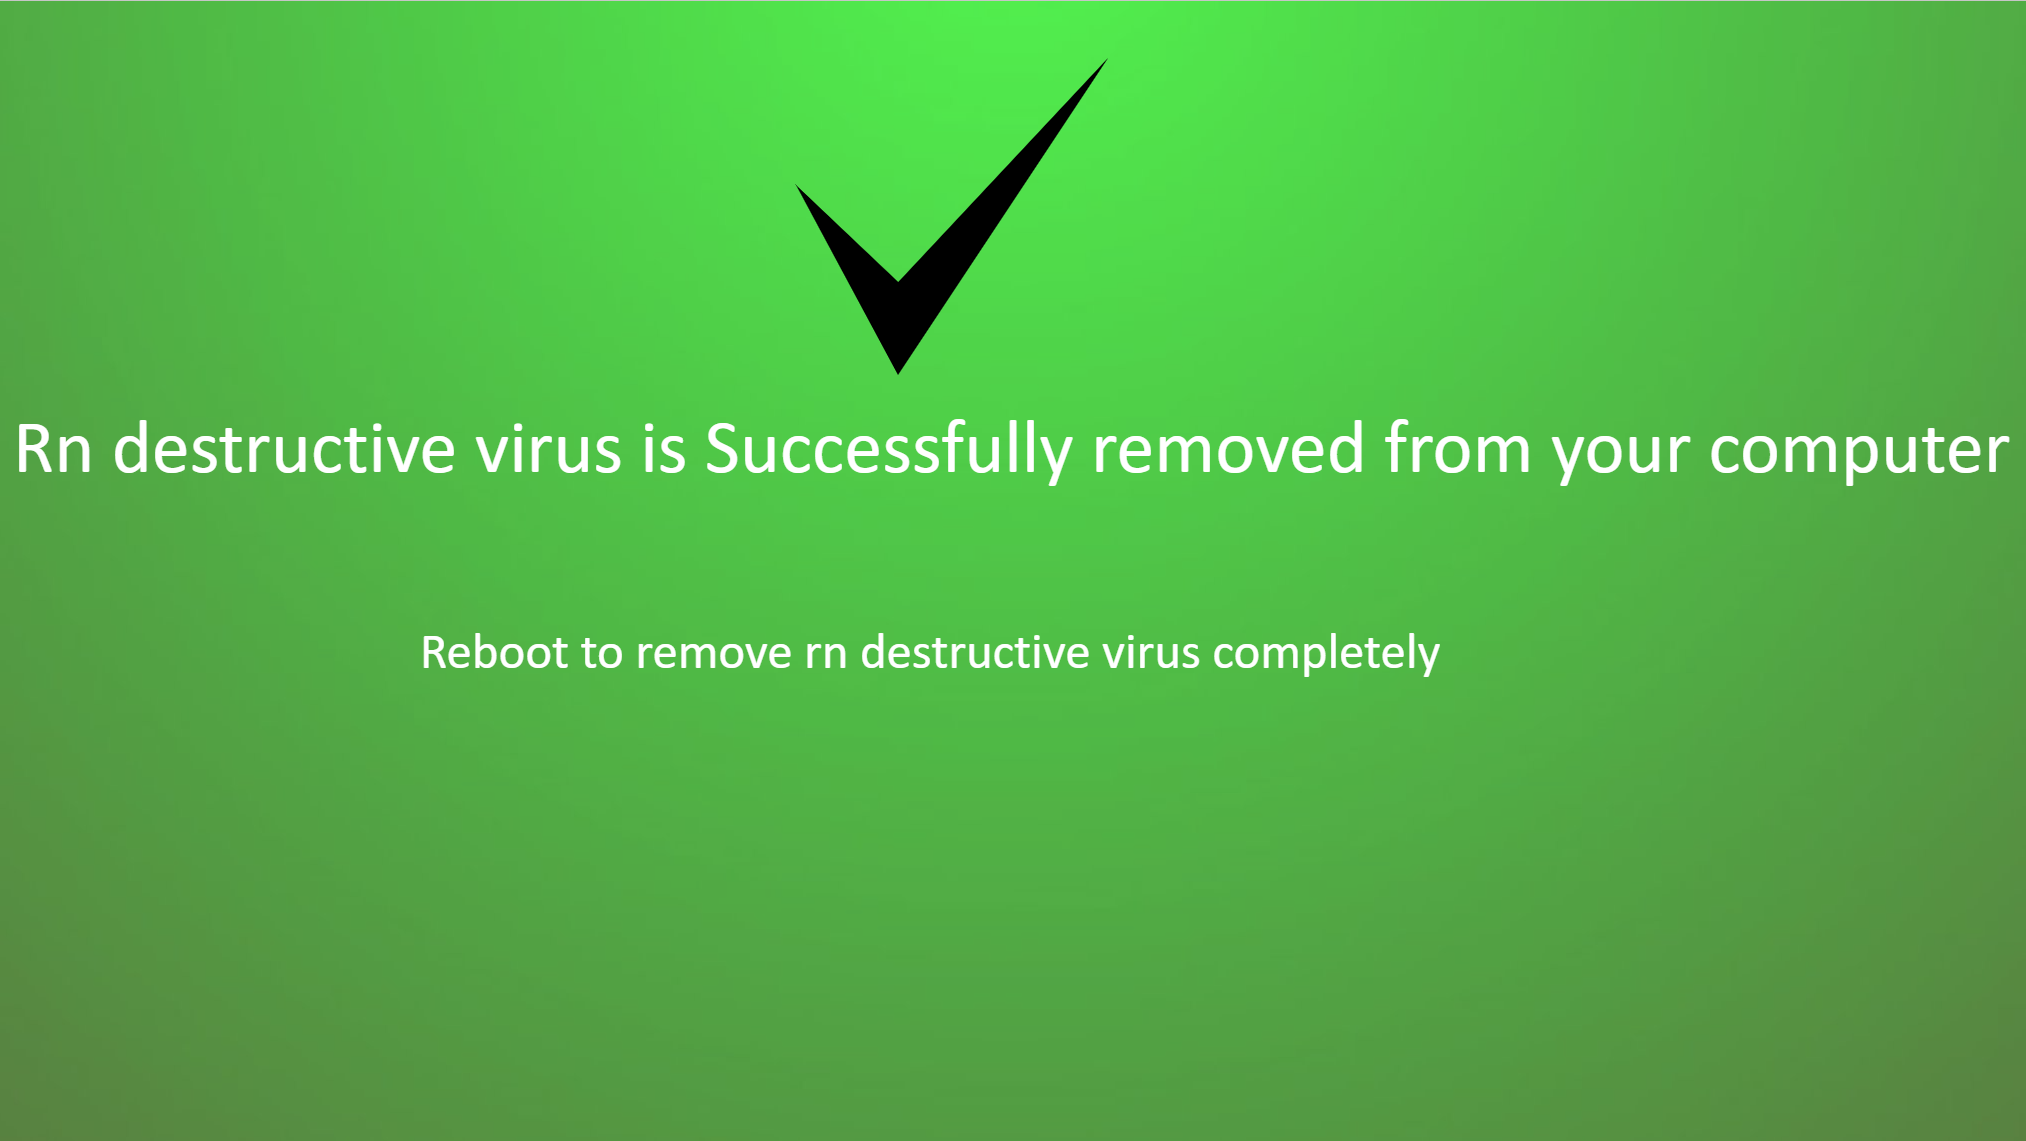 Rn destructive virus is Successfully removed from your computer
Reboot to remove rn destructive virus completely